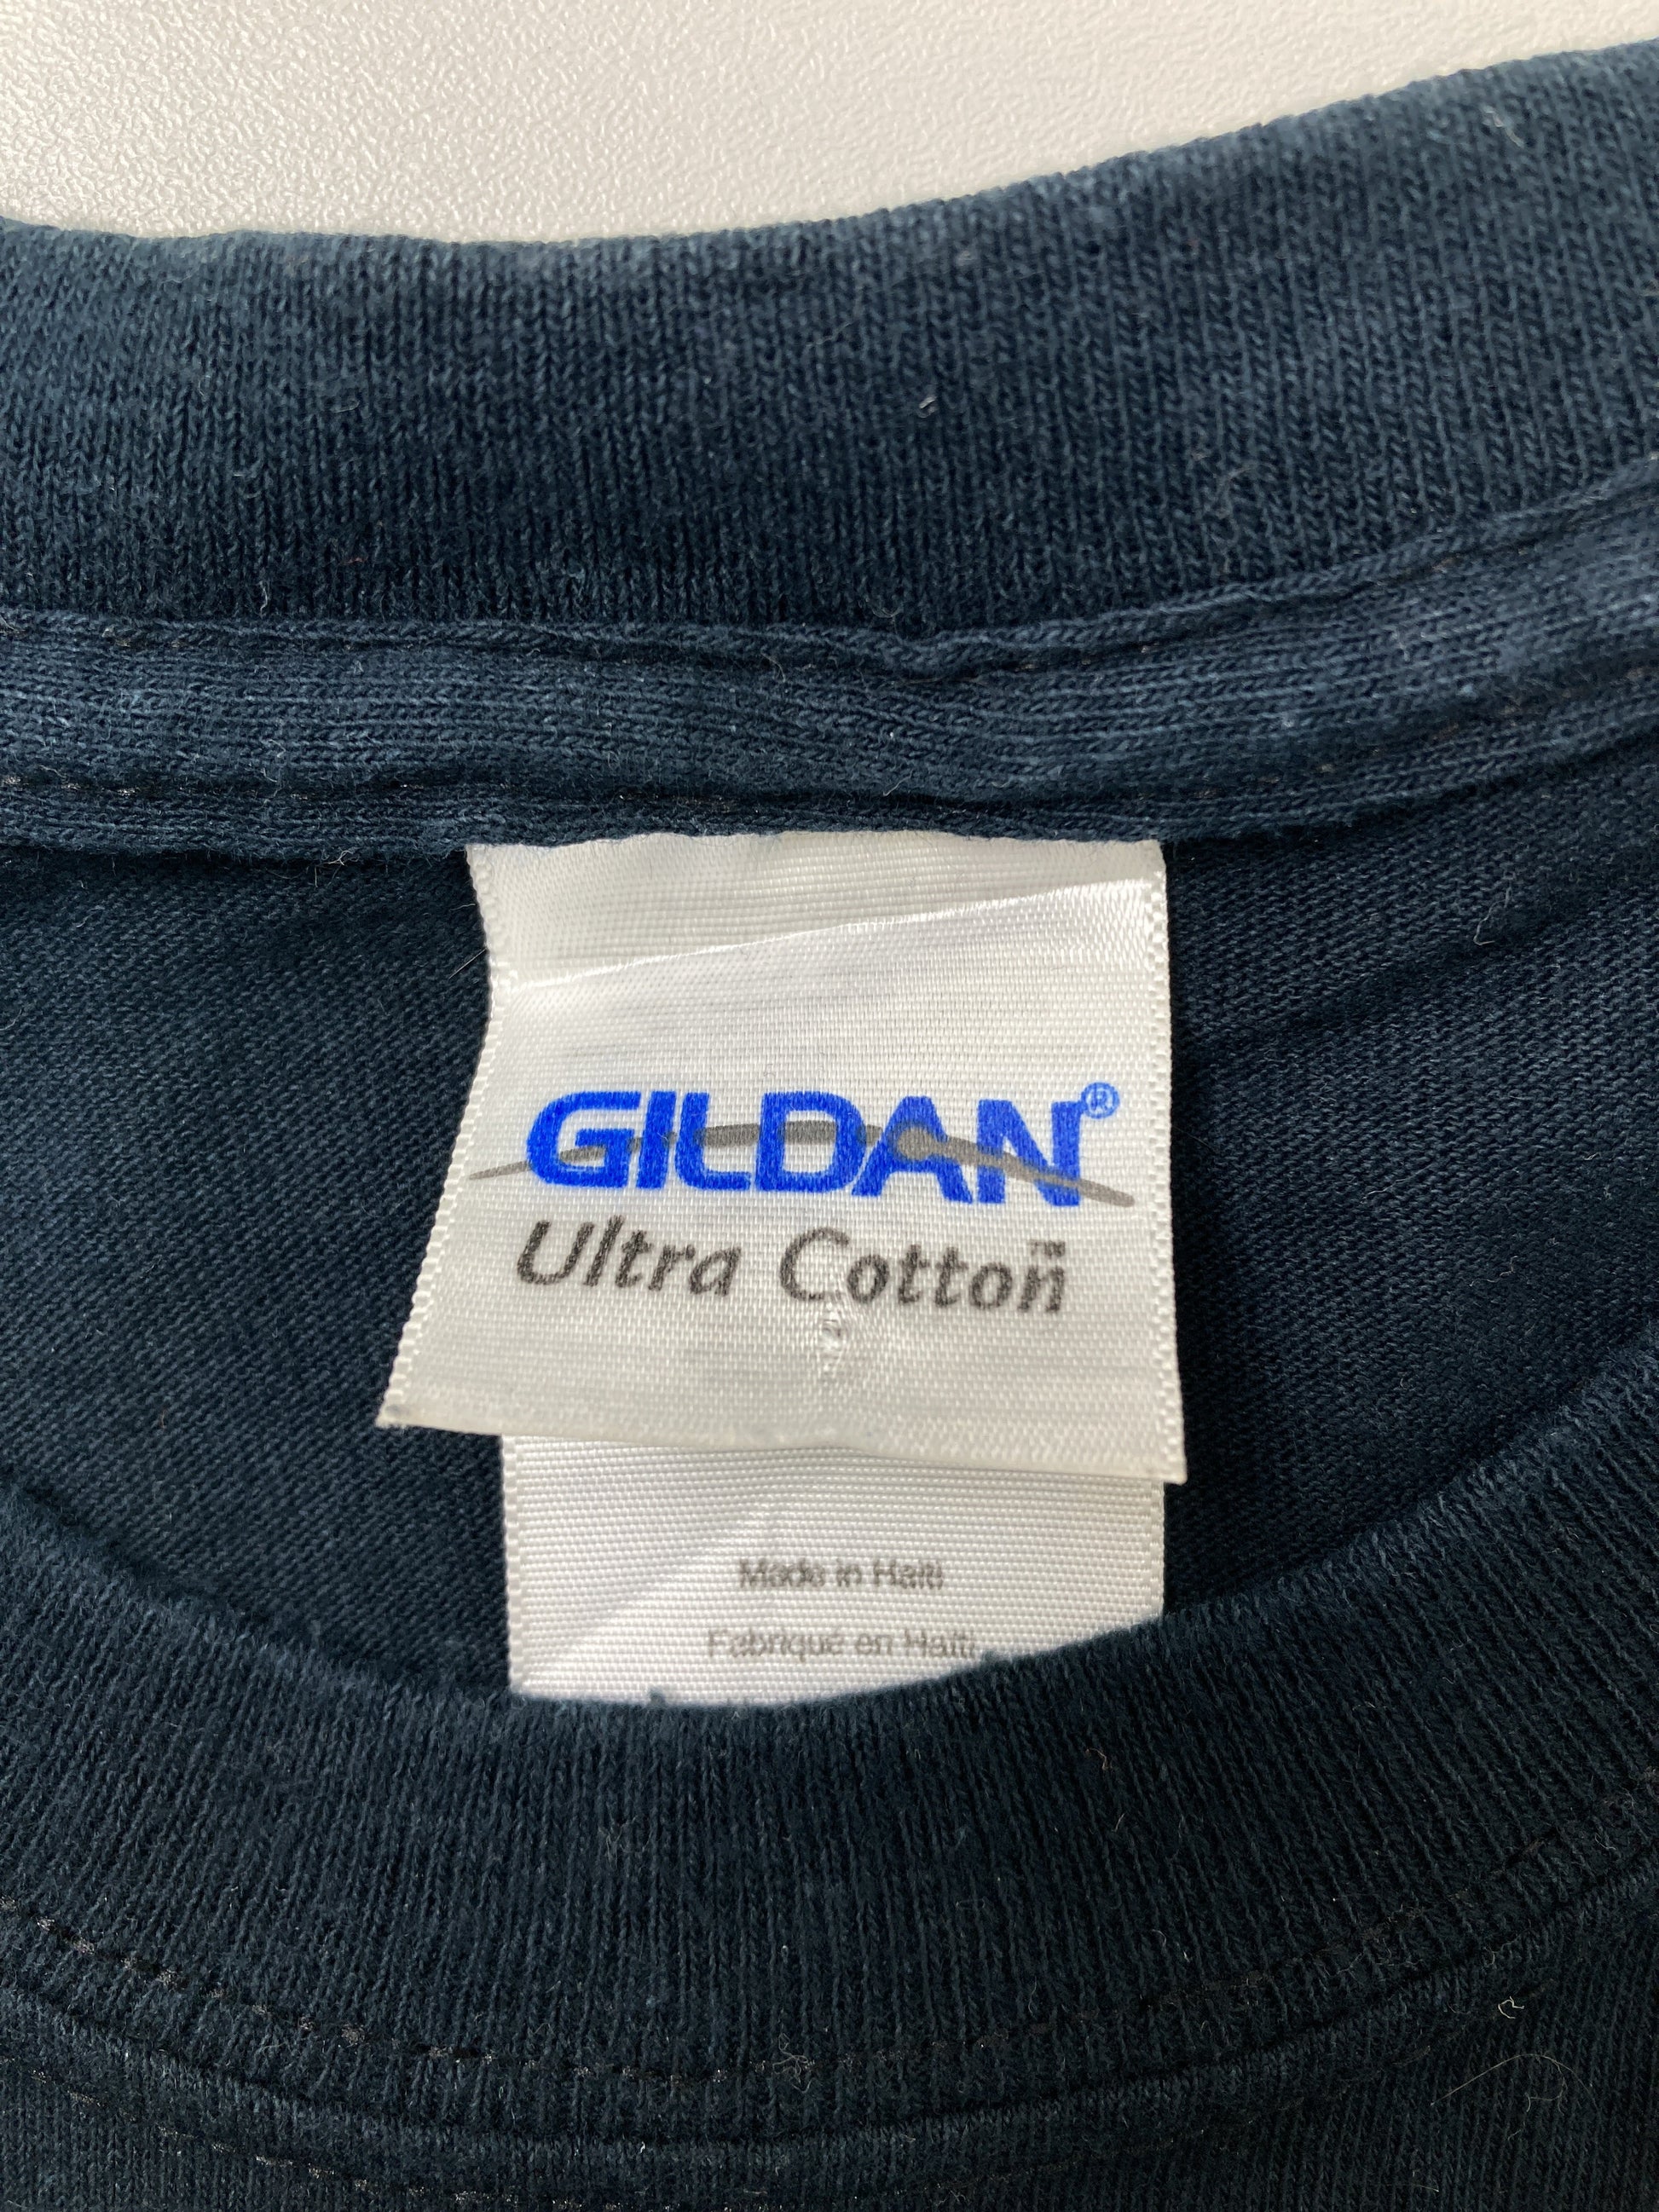 GILDAN®
Ultra Cotton™
Made in Haiti
Fabriqué en Haïti